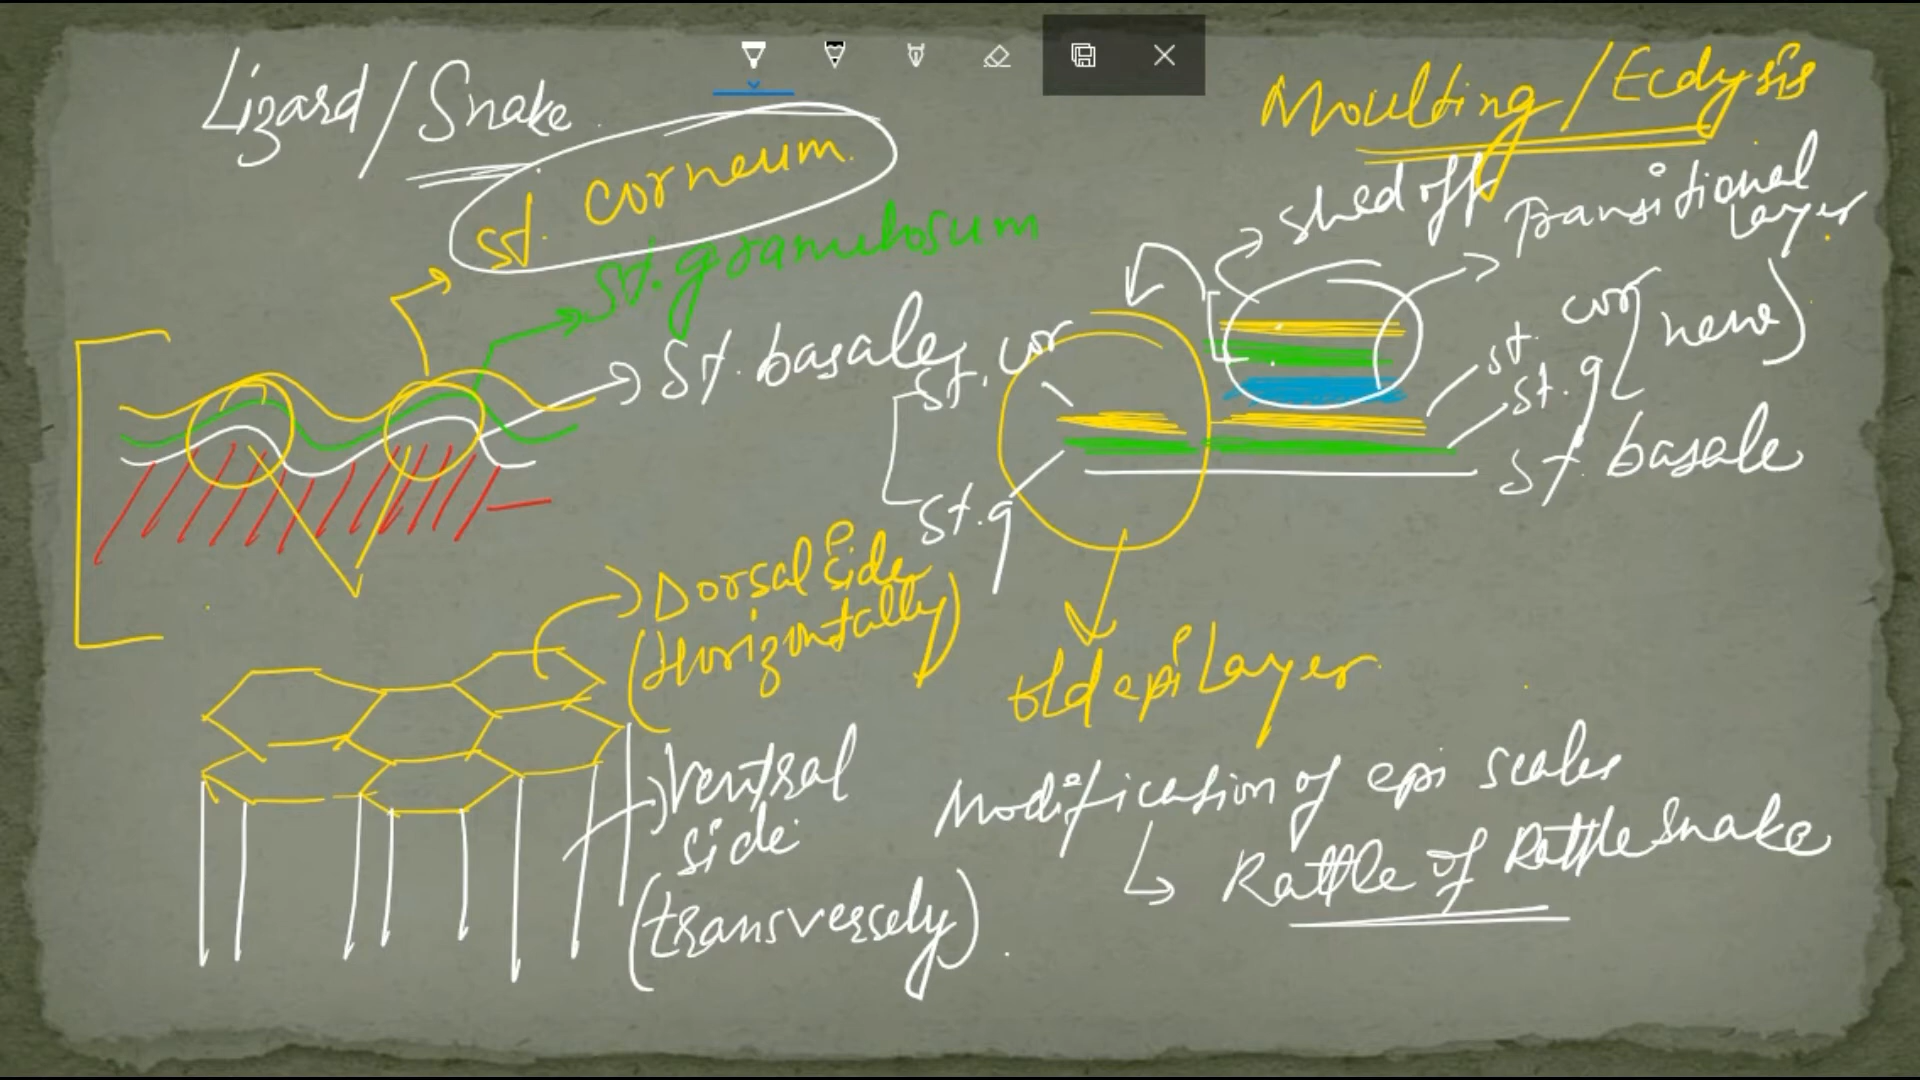 Lizard/Snake
st. corneum.
st. granulosum
St. basale
Moulting/Ecdysis
shed off
Transitional
Layer
St. cor
St. g
st. cor
(new)
st. g
St. basale
old epi Layer
Dorsal side
(Horizontally)
Ventral
side
(transversely)
Modification of epi scales
Rattle of Rattle Snake